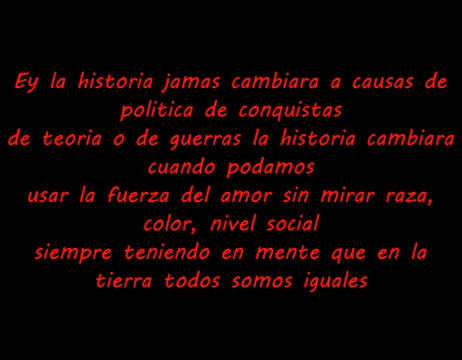 Ey la historia jamas cambiara a causas de
politica de conquistas
de teoria o de guerras la historia cambiara
cuando podamos
usar la fuerza del amor sin mirar raza,
color, nivel social
siempre teniendo en mente que en la
tierra todos somos iguales